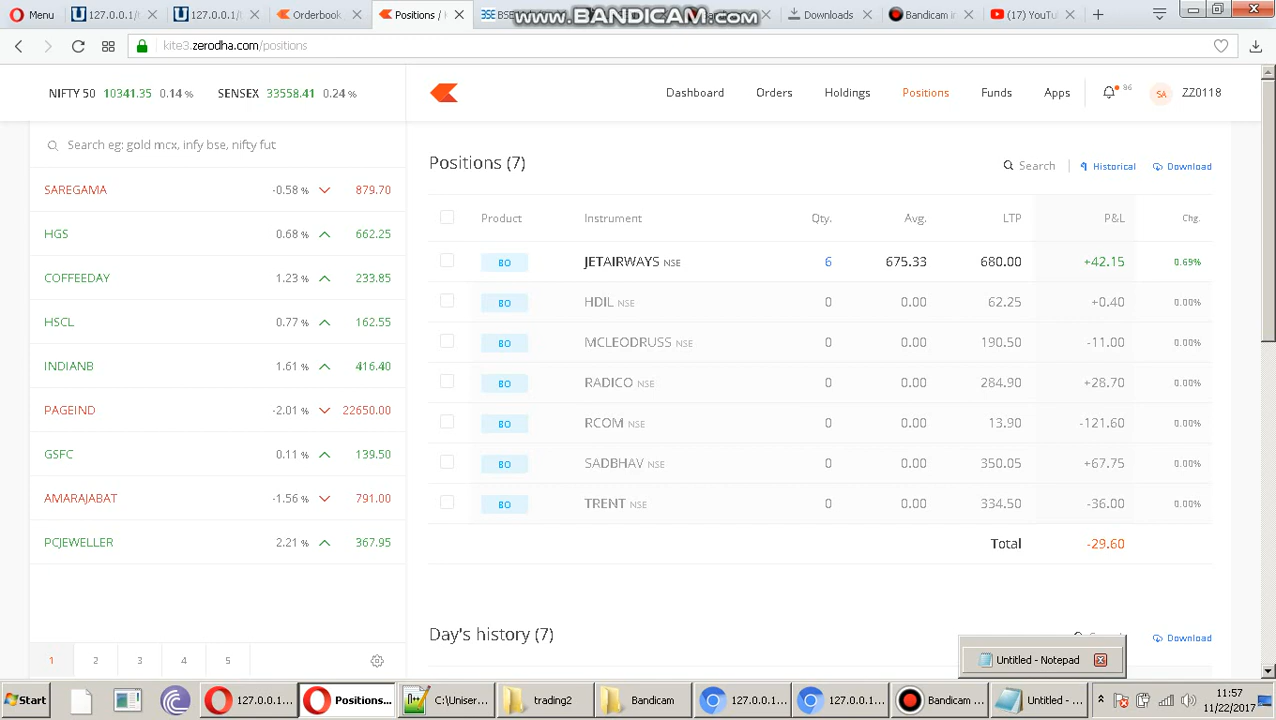 Menu
127.0.0.1/
127.0.0.1/
Orderbook
Positions /
BSE
Downloads
Bandicam
(17) YouTu
www.BANDICAM.com
kite3.zerodha.com/positions
NIFTY 50 10341.35 0.14 % SENSEX 33558.41 0.24 %
Dashboard Orders Holdings Positions Funds Apps 86 SA ZZ0118
Search eg: gold mcx, infy bse, nifty fut
SAREGAMA -0.58 % 879.70
HGS 0.68 % 662.25
COFFEEDAY 1.23 % 233.85
HSCL 0.77 % 162.55
INDIANB 1.61 % 416.40
PAGEIND -2.01 % 22650.00
GSFC 0.11 % 139.50
AMARAJABAT -1.56 % 791.00
PCJEWELLER 2.21 % 367.95
1 2 3 4 5
Positions (7) Search Historical Download
Product Instrument Qty. Avg. LTP P&L Chg.
BO JETAIRWAYS NSE 6 675.33 680.00 +42.15 0.69%
BO HDIL NSE 0 0.00 62.25 +0.40 0.00%
BO MCLEODRUSS NSE 0 0.00 190.50 -11.00 0.00%
BO RADICO NSE 0 0.00 284.90 +28.70 0.00%
BO RCOM NSE 0 0.00 13.90 -121.60 0.00%
BO SADBHAV NSE 0 0.00 350.05 +67.75 0.00%
BO TRENT NSE 0 0.00 334.50 -36.00 0.00%
Total -29.60
Day's history (7) Download
Untitled - Notepad
Start 127.0.0.1... Positions... C:\Uniser... trading2 Bandicam 127.0.0.1... 127.0.0.1... Bandicam ... Untitled - ... 11:57
11/22/2017